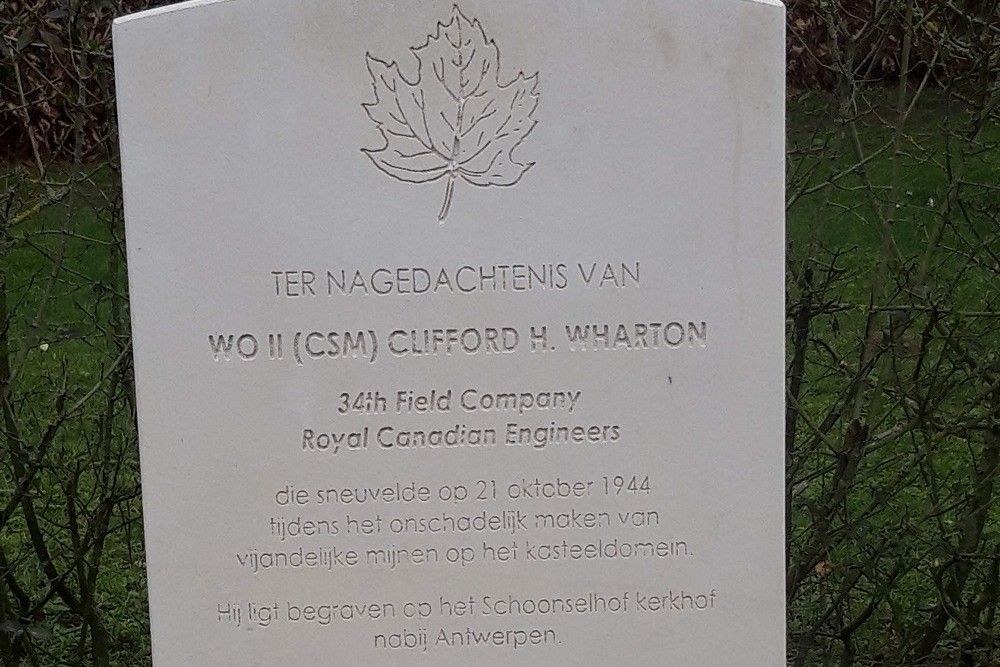 TER NAGEDACHTENIS VAN
WO II (CSM) CLIFFORD H. WHARTON
34th Field Company
Royal Canadian Engineers
die sneuvelde op 21 oktober 1944
tijdens het onschadelijk maken van
vijandelijke mijnen op het kasteeldomein.
Hij ligt begraven op het Schoonselhof kerkhof
nabij Antwerpen.